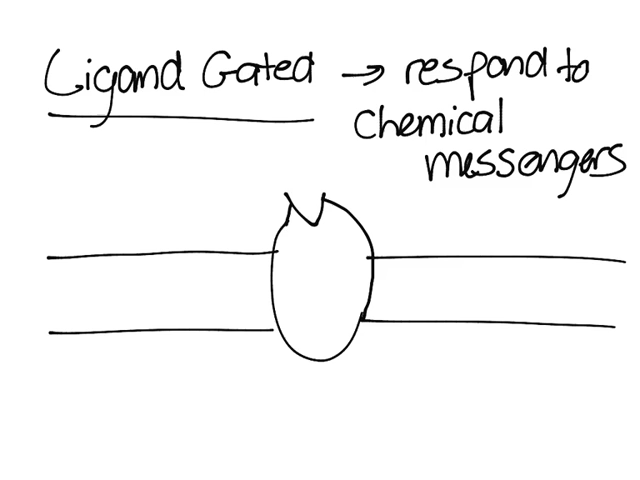 Ligand Gated → respond to
chemical
messengers